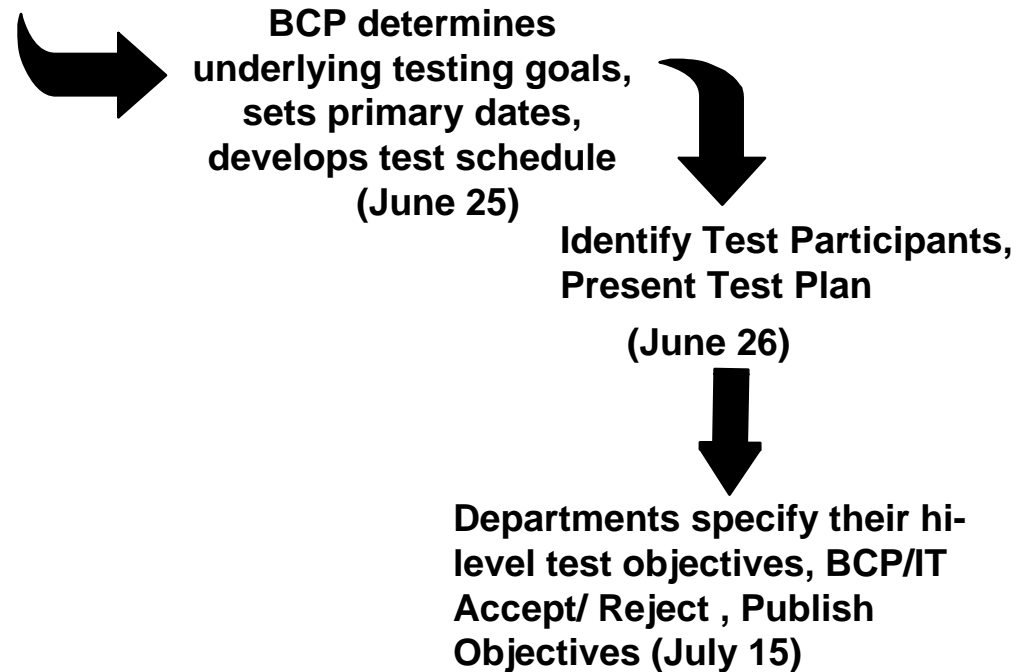 BCP determines
underlying testing goals,
sets primary dates,
develops test schedule
(June 25)
Identify Test Participants,
Present Test Plan
(June 26)
Departments specify their hi-
level test objectives, BCP/IT
Accept/ Reject , Publish
Objectives (July 15)